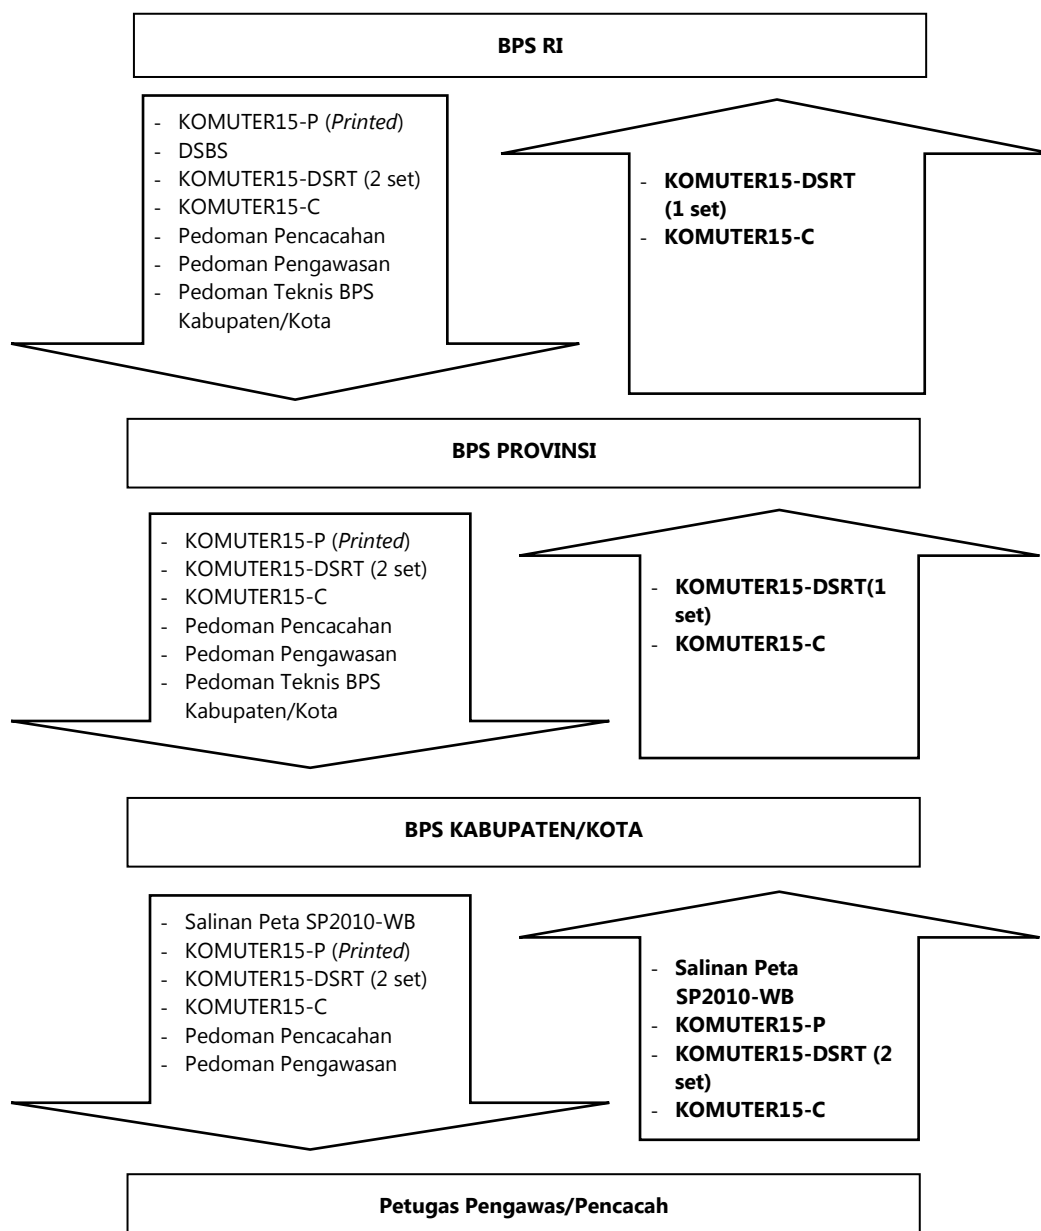 BPS RI
- KOMUTER15-P (Printed)
- DSBS
- KOMUTER15-DSRT (2 set)
- KOMUTER15-C
- Pedoman Pencacahan
- Pedoman Pengawasan
- Pedoman Teknis BPS
Kabupaten/Kota
- KOMUTER15-DSRT
(1 set)
- KOMUTER15-C
BPS PROVINSI
- KOMUTER15-P (Printed)
- KOMUTER15-DSRT (2 set)
- KOMUTER15-C
- Pedoman Pencacahan
- Pedoman Pengawasan
- Pedoman Teknis BPS
Kabupaten/Kota
- KOMUTER15-DSRT(1
set)
- KOMUTER15-C
BPS KABUPATEN/KOTA
- Salinan Peta SP2010-WB
- KOMUTER15-P (Printed)
- KOMUTER15-DSRT (2 set)
- KOMUTER15-C
- Pedoman Pencacahan
- Pedoman Pengawasan
- Salinan Peta
SP2010-WB
- KOMUTER15-P
- KOMUTER15-DSRT (2
set)
- KOMUTER15-C
Petugas Pengawas/Pencacah